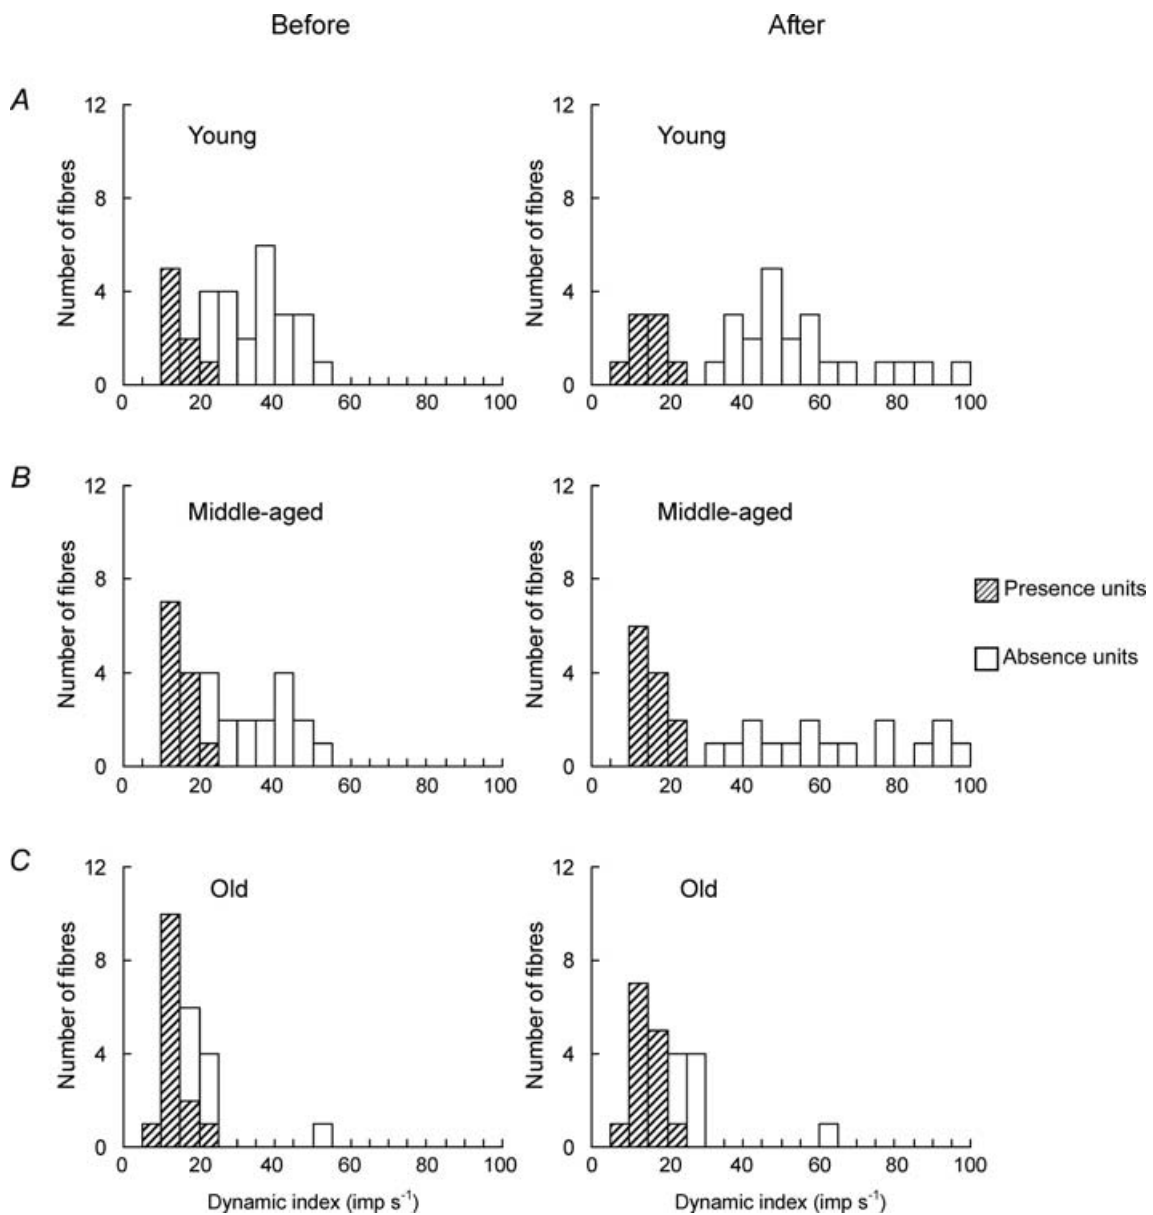 Before
After
A
12
8
4
0
Number of fibres
Young
0 20 40 60 80 100
12
8
4
0
Number of fibres
Young
0 20 40 60 80 100
B
12
8
4
0
Number of fibres
Middle-aged
0 20 40 60 80 100
12
8
4
0
Number of fibres
Middle-aged
0 20 40 60 80 100
Presence units
Absence units
C
12
8
4
0
Number of fibres
Old
0 20 40 60 80 100
Dynamic index (imp s⁻¹)
12
8
4
0
Number of fibres
Old
0 20 40 60 80 100
Dynamic index (imp s⁻¹)